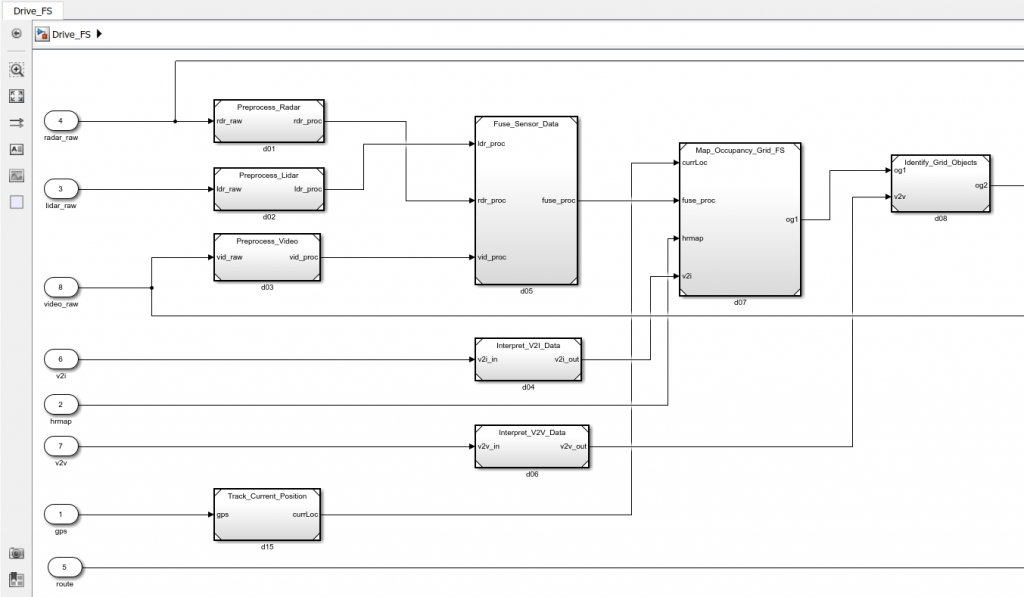 Drive_FS
Drive_FS
4
radar_raw
Preprocess_Radar
rdr_raw rdr_proc
d01
3
lidar_raw
Preprocess_Lidar
ldr_raw ldr_proc
d02
8
video_raw
Preprocess_Video
vid_raw vid_proc
d03
Fuse_Sensor_Data
ldr_proc
rdr_proc fuse_proc
vid_proc
d05
Map_Occupancy_Grid_FS
currLoc
fuse_proc
og1
hrmap
v2i
d07
Identify_Grid_Objects
og1
og2
v2v
d08
6
v2i
Interpret_V2I_Data
v2i_in v2i_out
d04
2
hrmap
7
v2v
Interpret_V2V_Data
v2v_in v2v_out
d06
1
gps
Track_Current_Position
gps currLoc
d15
5
route